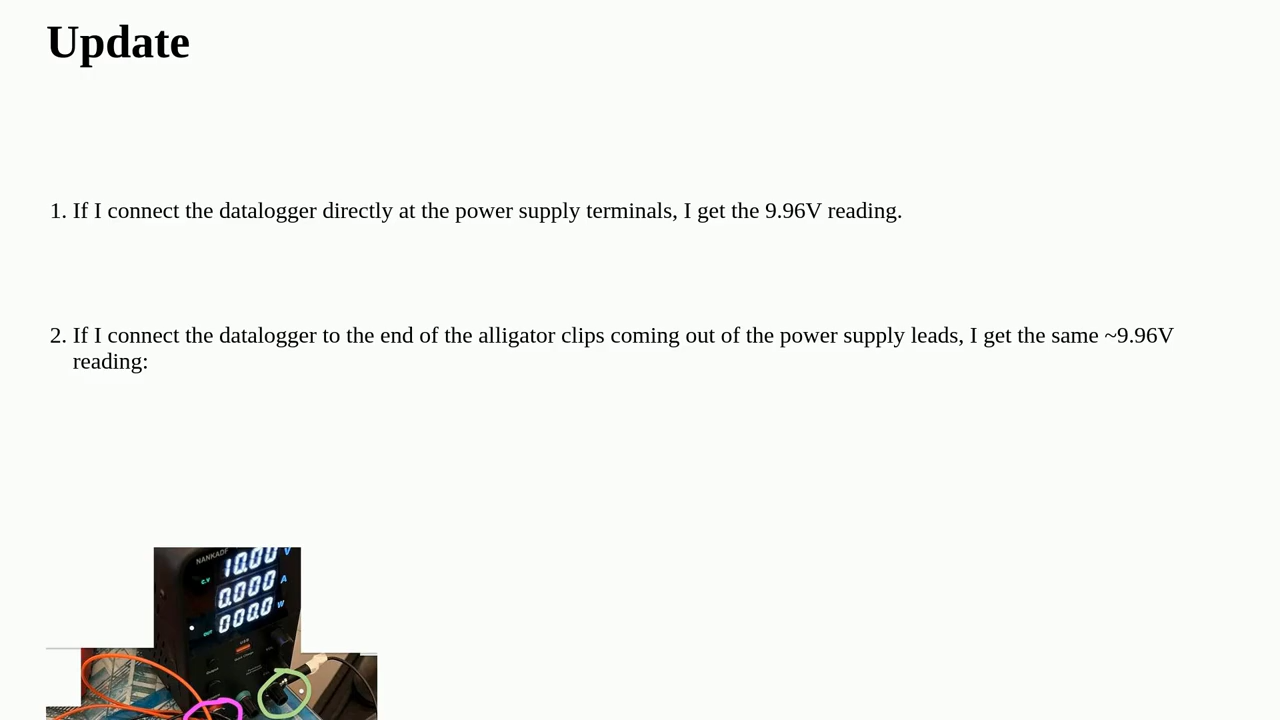 Update
1. If I connect the datalogger directly at the power supply terminals, I get the 9.96V reading.
2. If I connect the datalogger to the end of the alligator clips coming out of the power supply leads, I get the same ~9.96V
reading:
10.00 V
C.V
0.000 A
000.0 W
OUT